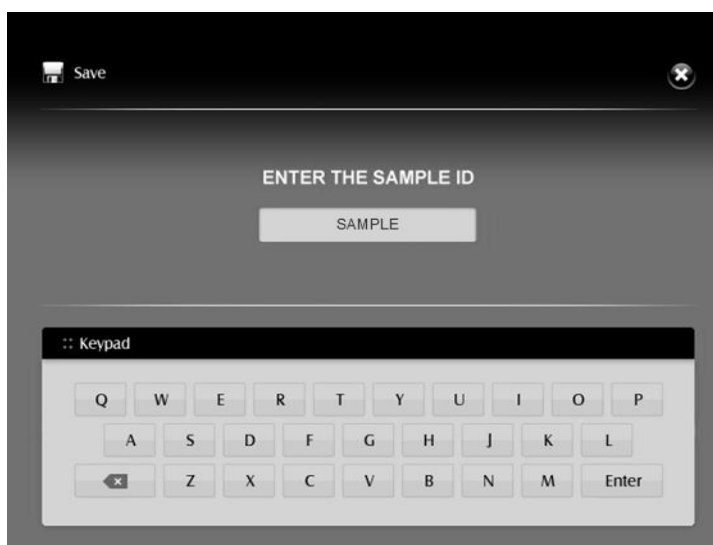 Save
ENTER THE SAMPLE ID
SAMPLE
Keypad
Q W E R T Y U I O P
A S D F G H J K L
Z X C V B N M Enter